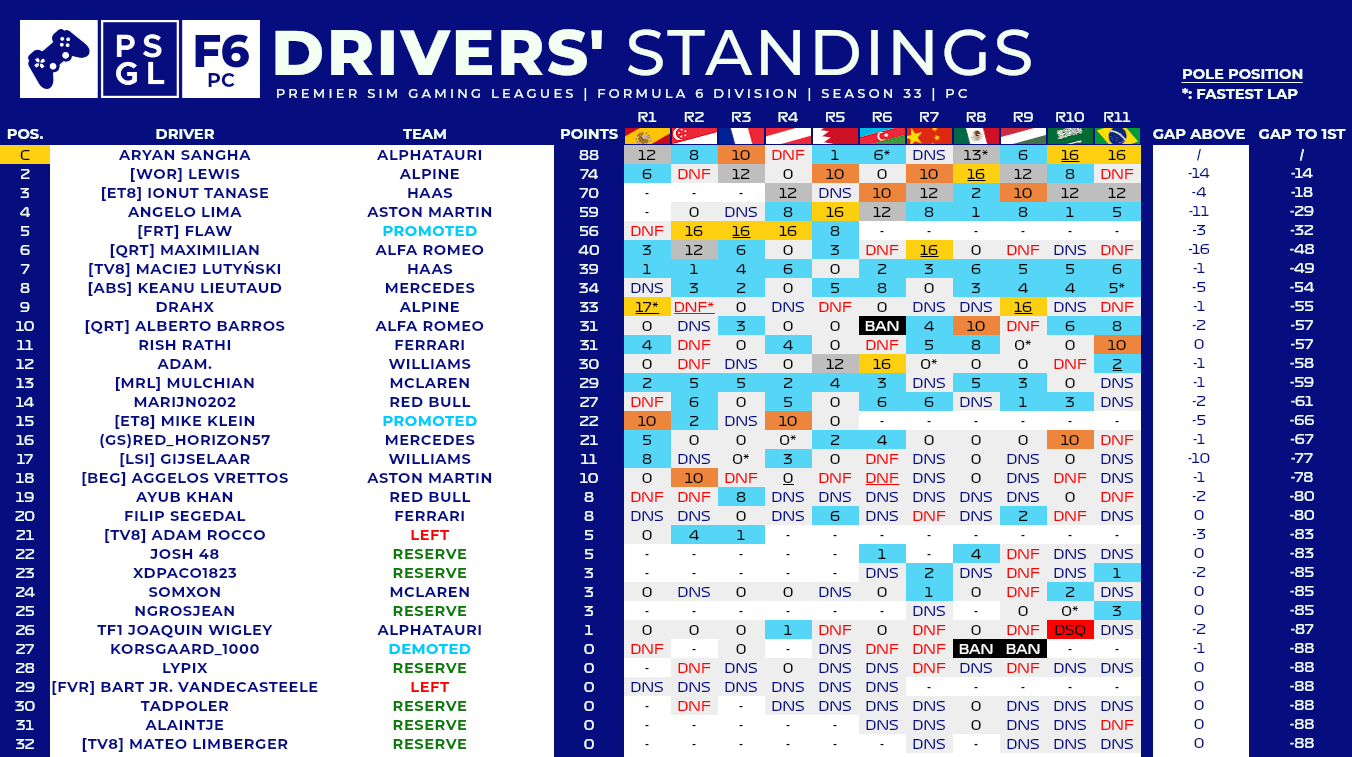 PS GL F6 PC DRIVERS' STANDINGS
PREMIER SIM GAMING LEAGUES | FORMULA 6 DIVISION | SEASON 33 | PC
POLE POSITION
*: FASTEST LAP
R1 R2 R3 R4 R5 R6 R7 R8 R9 R10 R11
POS. DRIVER TEAM POINTS GAP ABOVE GAP TO 1ST
C ARYAN SANGHA ALPHATAURI 88 12 8 10 DNF 1 6* DNS 13* 6 16 16 / /
2 [WOR] LEWIS ALPINE 74 6 DNF 12 0 10 0 10 16 12 8 DNF -14 -14
3 [ET8] IONUT TANASE HAAS 70 - - - 12 DNS 10 12 2 10 12 12 -4 -18
4 ANGELO LIMA ASTON MARTIN 59 - 0 DNS 8 16 12 8 1 8 1 5 -11 -29
5 [FRT] FLAW PROMOTED 56 DNF 16 16 16 8 - - - - - - -3 -32
6 [QRT] MAXIMILIAN ALFA ROMEO 40 3 12 6 0 3 DNF 16 0 DNF DNS DNF -16 -48
7 [TV8] MACIEJ LUTYŃSKI HAAS 39 1 1 4 6 0 2 3 6 5 5 6 -1 -49
8 [ABS] KEANU LIEUTAUD MERCEDES 34 DNS 3 2 0 5 8 0 3 4 4 5* -5 -54
9 DRAHX ALPINE 33 17* DNF* 0 DNS DNF 0 DNS DNS 16 DNS DNF -1 -55
10 [QRT] ALBERTO BARROS ALFA ROMEO 31 0 DNS 3 0 0 BAN 4 10 DNF 6 8 -2 -57
11 RISH RATHI FERRARI 31 4 DNF 0 4 0 DNF 5 8 0* 0 10 0 -57
12 ADAM. WILLIAMS 30 0 DNF DNS 0 12 16 0* 0 0 DNF 2 -1 -58
13 [MRL] MULCHIAN MCLAREN 29 2 5 5 2 4 3 DNS 5 3 0 DNS -1 -59
14 MARIJN0202 RED BULL 27 DNF 6 0 5 0 6 6 DNS 1 3 DNS -2 -61
15 [ET8] MIKE KLEIN PROMOTED 22 10 2 DNS 10 0 - - - - - - -5 -66
16 (GS)RED_HORIZON57 MERCEDES 21 5 0 0 0* 2 4 0 0 0 10 DNF -1 -67
17 [LSI] GIJSELAAR WILLIAMS 11 8 DNS 0* 3 0 DNF DNS 0 DNS 0 DNS -10 -77
18 [BEG] AGGELOS VRETTOS ASTON MARTIN 10 0 10 DNF 0 DNF DNF DNS 0 DNS DNF DNS -1 -78
19 AYUB KHAN RED BULL 8 DNF DNF 8 DNS DNS DNS DNS DNS DNS 0 DNF -2 -80
20 FILIP SEGEDAL FERRARI 8 DNS DNS 0 DNS 6 DNS DNF DNS 2 DNF DNS 0 -80
21 [TV8] ADAM ROCCO LEFT 5 0 4 1 - - - - - - - - -3 -83
22 JOSH 48 RESERVE 5 - - - - - 1 - 4 DNF DNS DNS 0 -83
23 XDPACO1823 RESERVE 3 - - - - - DNS 2 DNS DNF DNS 1 -2 -85
24 SOMXON MCLAREN 3 0 DNS 0 0 DNS 0 1 0 DNF 2 DNS 0 -85
25 NGROSJEAN RESERVE 3 - - - - - - DNS - 0 0* 3 0 -85
26 TF1 JOAQUIN WIGLEY ALPHATAURI 1 0 0 0 1 DNF 0 DNF 0 DNF DSQ DNS -2 -87
27 KORSGAARD_1000 DEMOTED 0 DNF - 0 - DNS DNF DNF BAN BAN - - -1 -88
28 LYPIX RESERVE 0 - DNF DNS 0 DNS DNS DNF DNS DNF DNS DNS 0 -88
29 [FVR] BART JR. VANDECASTEELE LEFT 0 DNS DNS DNS DNS DNS DNS - - - - - 0 -88
30 TADPOLER RESERVE 0 - DNF - DNS DNS DNS DNS 0 DNS DNS DNS 0 -88
31 ALAINTJE RESERVE 0 - - - - - DNS DNS 0 DNS DNS DNF 0 -88
32 [TV8] MATEO LIMBERGER RESERVE 0 - - - - - - DNS - DNS DNS DNS 0 -88